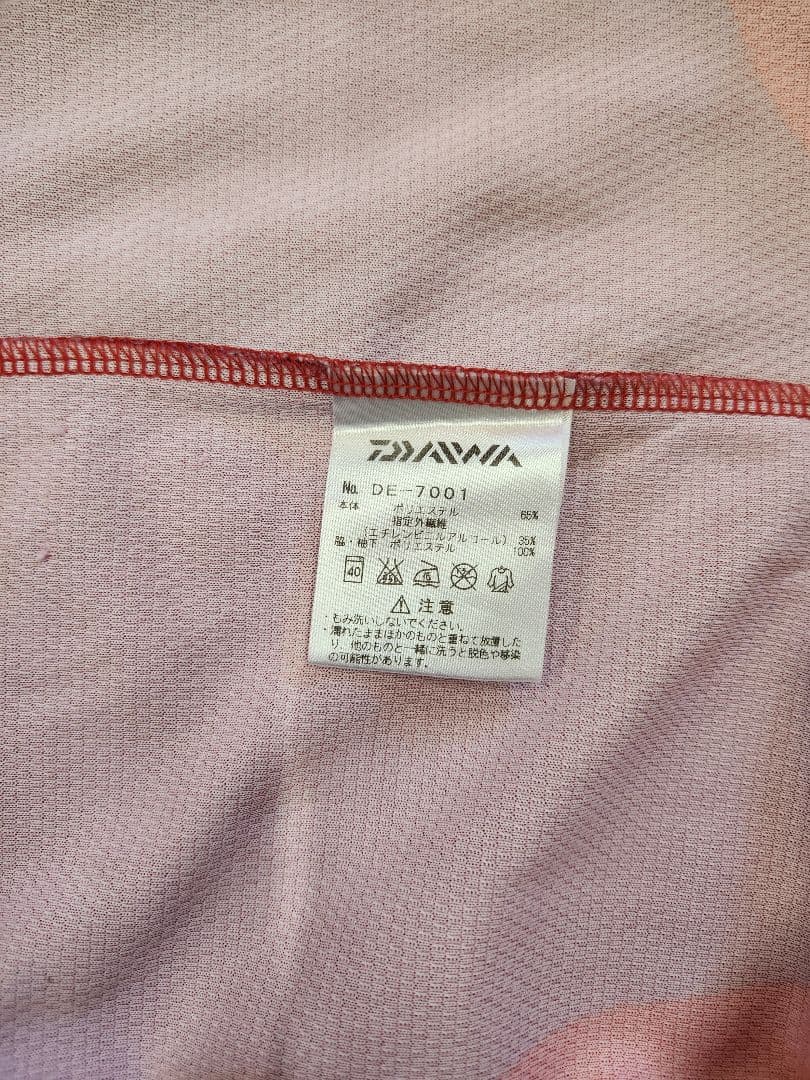 DAIWA
No. DE-7001
本体 ポリエステル 65%
指定外繊維
(エチレンビニルアルコール) 35%
脇・袖下 ポリエステル 100%
40
⚠ 注意
・もみ洗いしないでください。
・濡れたままほかのものと重ねて放置した
り、他のものと一緒に洗うと脱色や移染
の可能性があります。